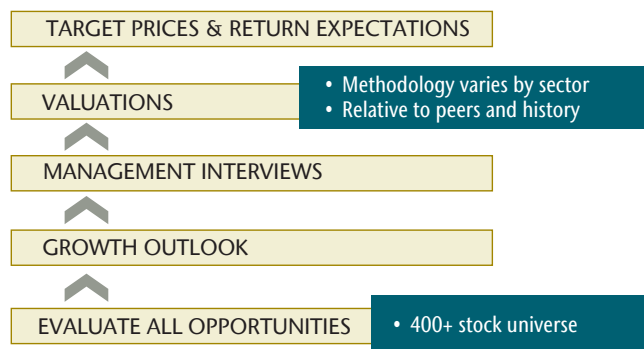 TARGET PRICES & RETURN EXPECTATIONS
VALUATIONS
• Methodology varies by sector
• Relative to peers and history
MANAGEMENT INTERVIEWS
GROWTH OUTLOOK
EVALUATE ALL OPPORTUNITIES
• 400+ stock universe